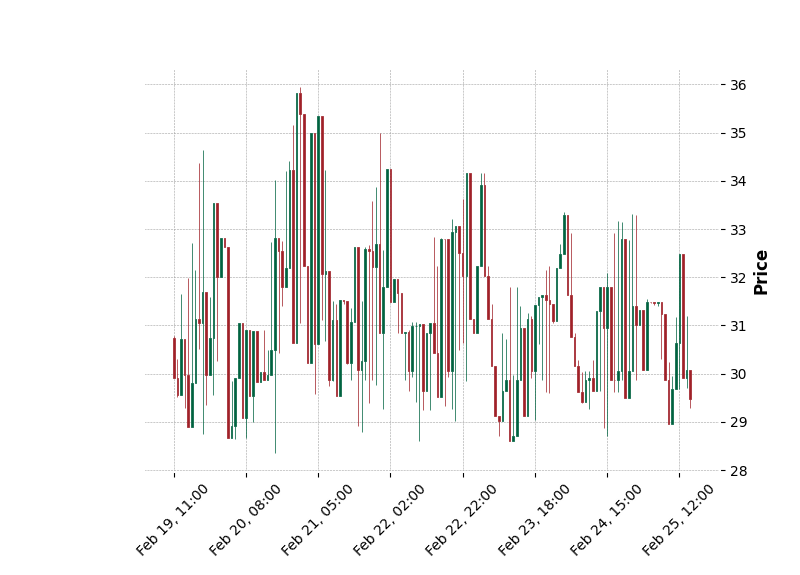 36
35
34
33
32
31
30
29
28
Price
Feb 19, 11:00
Feb 20, 08:00
Feb 21, 05:00
Feb 22, 02:00
Feb 22, 22:00
Feb 23, 18:00
Feb 24, 15:00
Feb 25, 12:00